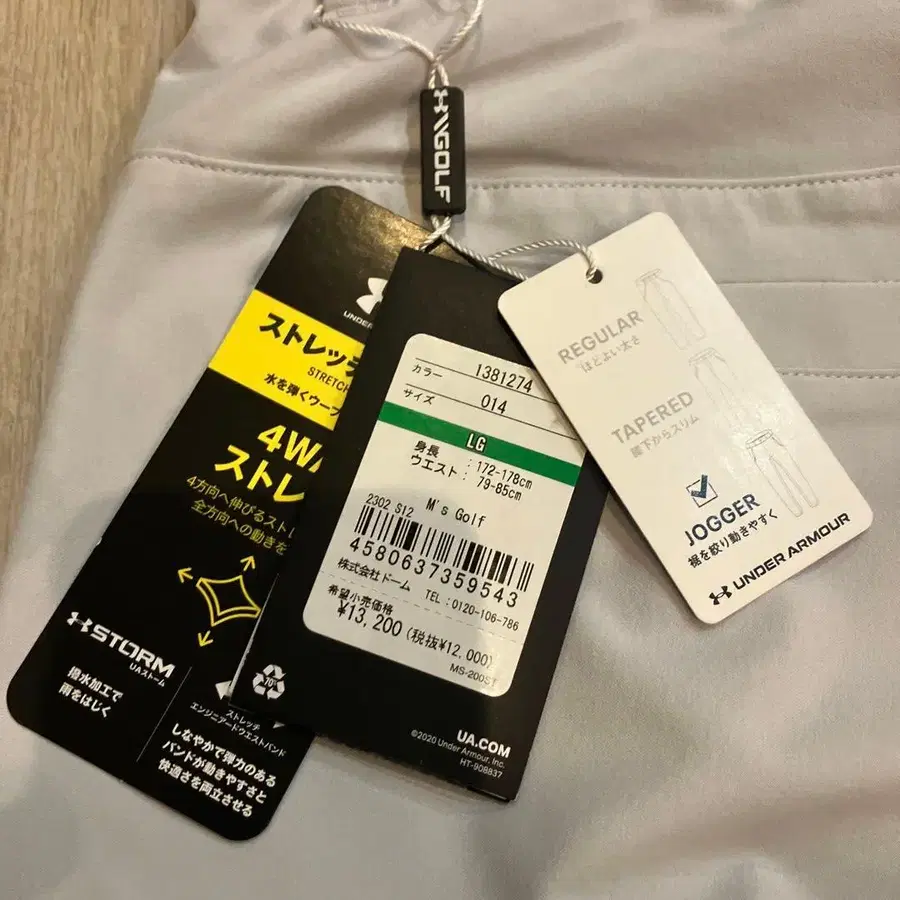 GOLF
UNDER
ストレッチ
STRETCH
水を弾くウーブ
4WA
ストレ
4方向へ伸びるスト
全方向への動きを
STORM
UAストーム
撥水加工で
雨をはじく
ストレッチ
エンジニアードウエストバンド
しなやかで弾力のある
バンドが動きやすさと
快適さを両立させる
1381274
カラー
014
サイズ
LG
身長 : 172-178cm
ウエスト : 79-85cm
2302 S12 M's Golf
4580637359543
株式会社ドーム TEL:0120-106-786
希望小売価格
¥13,200(税抜¥12,000)
70
UA.COM
©2020 Under Armour, Inc.
HT-908837
REGULAR
ほどよい太さ
TAPERED
膝下からスリム
JOGGER
裾を絞り動きやすく
UNDER ARMOUR